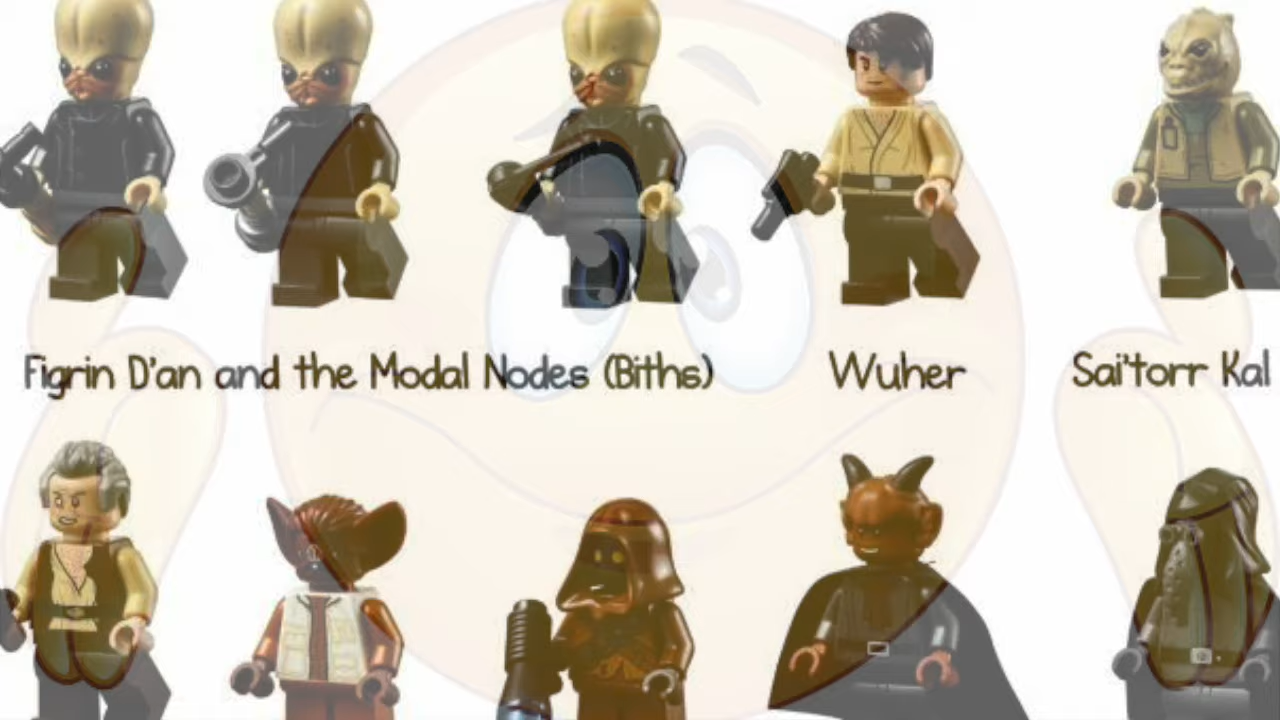 Figrin D'an and the Modal Nodes (Biths)
Wuher
Sai'torr Kal